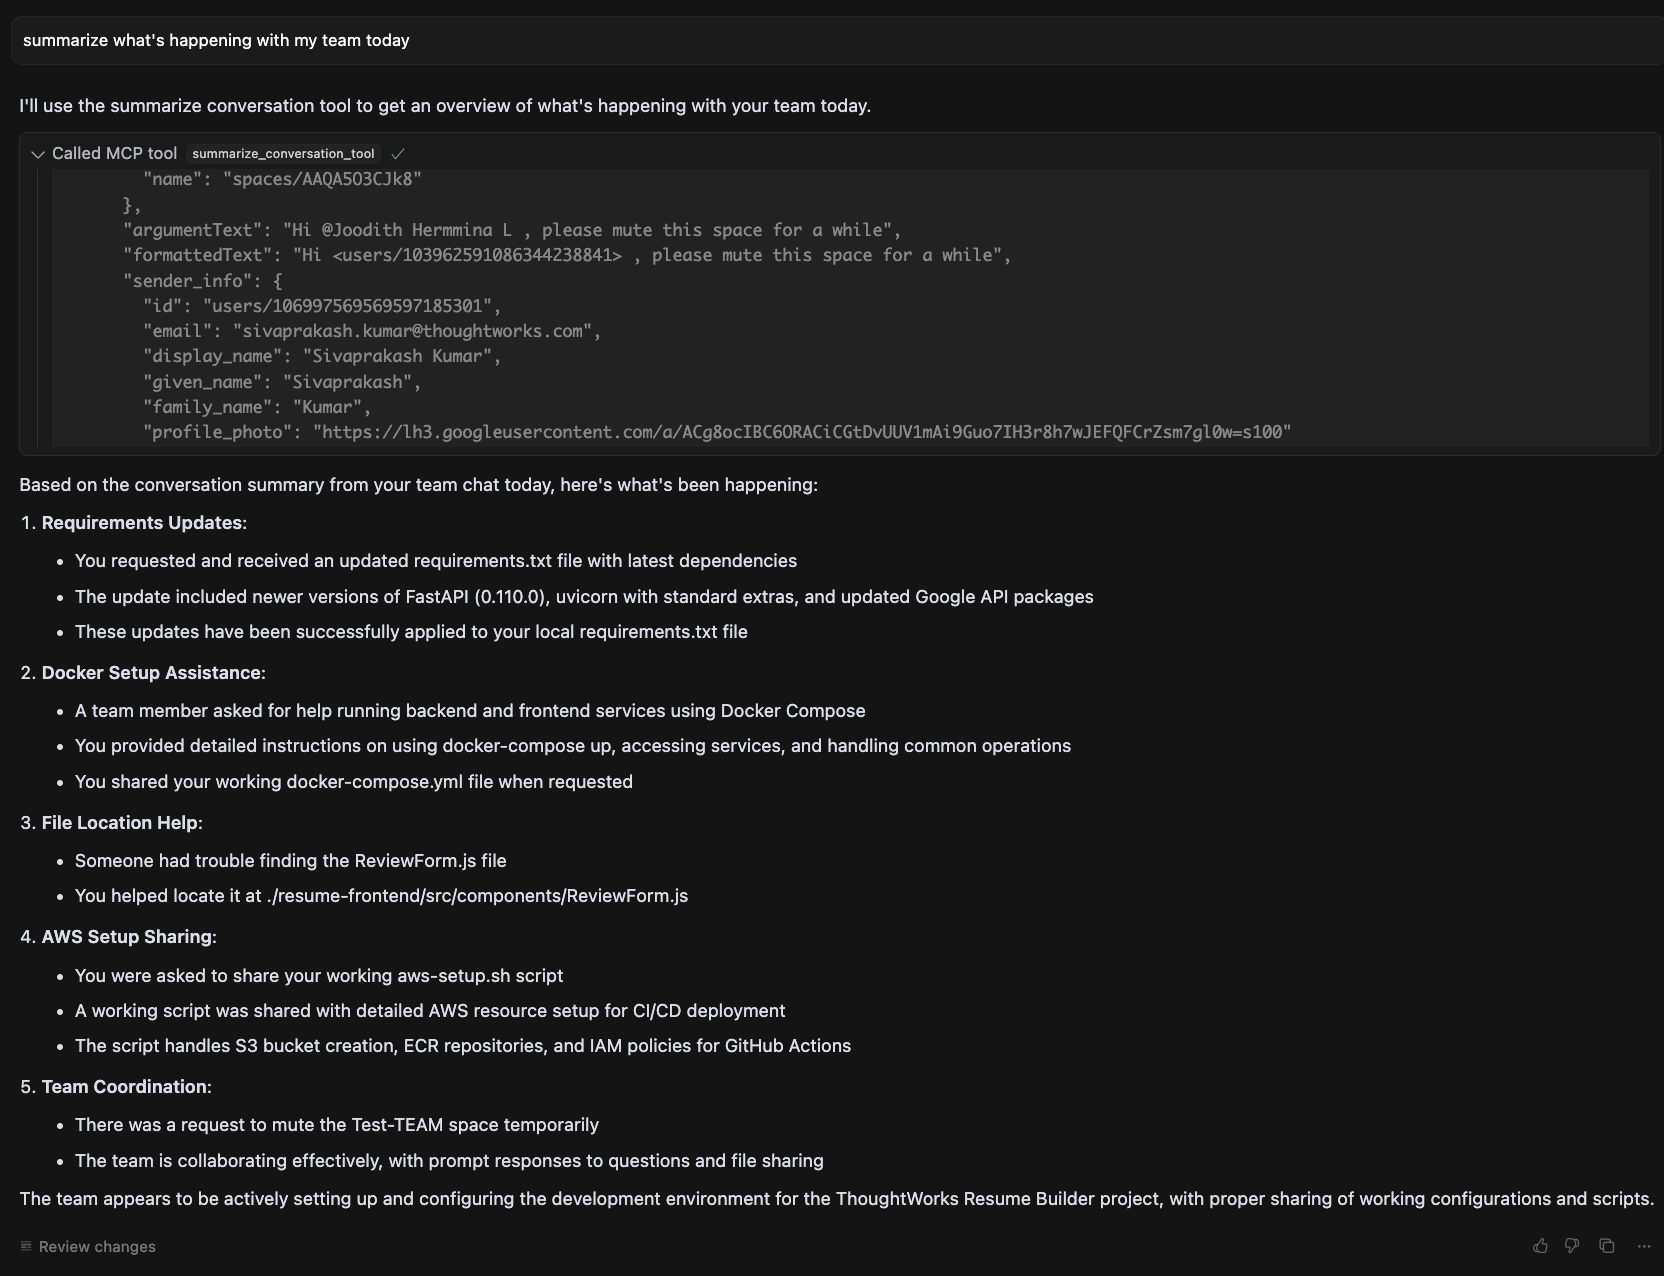 summarize what's happening with my team today
I'll use the summarize conversation tool to get an overview of what's happening with your team today.
Called MCP tool summarize_conversation_tool
"name": "spaces/AAQA5O3CJk8"
},
"argumentText": "Hi @Joodith Hermmina L , please mute this space for a while",
"formattedText": "Hi <users/103962591086344238841> , please mute this space for a while",
"sender_info": {
"id": "users/106997569569597185301",
"email": "sivaprakash.kumar@thoughtworks.com",
"display_name": "Sivaprakash Kumar",
"given_name": "Sivaprakash",
"family_name": "Kumar",
"profile_photo": "https://lh3.googleusercontent.com/a/ACg8ocIBC6ORACiCGtDvUUV1mAi9Guo7IH3r8h7wJEFQFCrZsm7gl0w=s100"
Based on the conversation summary from your team chat today, here's what's been happening:
1. Requirements Updates:
• You requested and received an updated requirements.txt file with latest dependencies
• The update included newer versions of FastAPI (0.110.0), uvicorn with standard extras, and updated Google API packages
• These updates have been successfully applied to your local requirements.txt file
2. Docker Setup Assistance:
• A team member asked for help running backend and frontend services using Docker Compose
• You provided detailed instructions on using docker-compose up, accessing services, and handling common operations
• You shared your working docker-compose.yml file when requested
3. File Location Help:
• Someone had trouble finding the ReviewForm.js file
• You helped locate it at ./resume-frontend/src/components/ReviewForm.js
4. AWS Setup Sharing:
• You were asked to share your working aws-setup.sh script
• A working script was shared with detailed AWS resource setup for CI/CD deployment
• The script handles S3 bucket creation, ECR repositories, and IAM policies for GitHub Actions
5. Team Coordination:
• There was a request to mute the Test-TEAM space temporarily
• The team is collaborating effectively, with prompt responses to questions and file sharing
The team appears to be actively setting up and configuring the development environment for the ThoughtWorks Resume Builder project, with proper sharing of working configurations and scripts.
Review changes